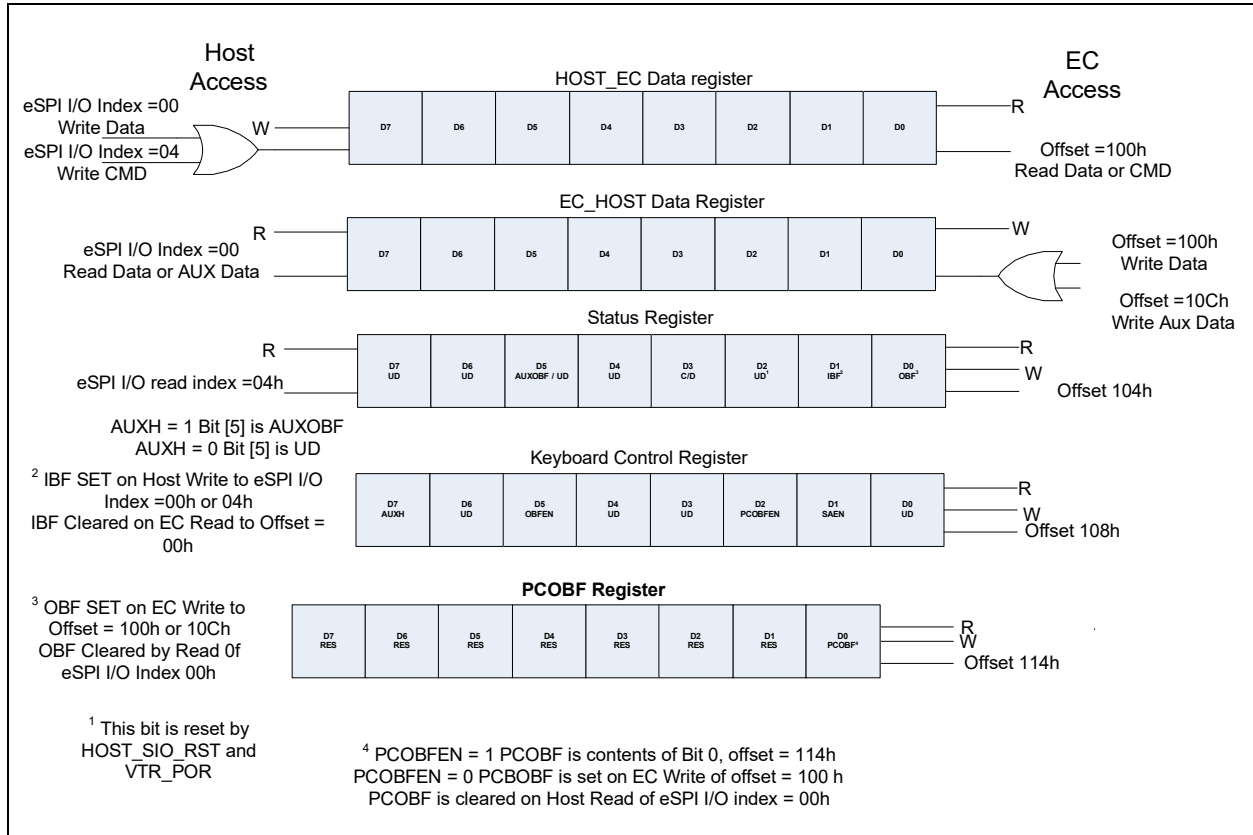 Host
Access
EC
Access
HOST_EC Data register
eSPI I/O Index =00
Write Data
eSPI I/O Index =04
Write CMD
W
D7 D6 D5 D4 D3 D2 D1 D0
R
Offset =100h
Read Data or CMD
EC_HOST Data Register
R
eSPI I/O Index =00
Read Data or AUX Data
D7 D6 D5 D4 D3 D2 D1 D0
W
Offset =100h
Write Data
Offset =10Ch
Write Aux Data
Status Register
R
eSPI I/O read index =04h
D7 D6 D5 D4 D3 D2 D1 D0
UD UD AUXOBF / UD UD C/D UD1 IBF2 OBF3
R
W
Offset 104h
AUXH = 1 Bit [5] is AUXOBF
AUXH = 0 Bit [5] is UD
Keyboard Control Register
2 IBF SET on Host Write to eSPI I/O
Index =00h or 04h
IBF Cleared on EC Read to Offset =
00h
D7 D6 D5 D4 D3 D2 D1 D0
AUXH UD OBFEN UD UD PCOBFEN SAEN UD
R
W
Offset 108h
PCOBF Register
3 OBF SET on EC Write to
Offset = 100h or 10Ch
OBF Cleared by Read 0f
eSPI I/O Index 00h
D7 D6 D5 D4 D3 D2 D1 D0
RES RES RES RES RES RES RES PCOBF4
R
W
Offset 114h
1 This bit is reset by
HOST_SIO_RST and
VTR_POR
4 PCOBFEN = 1 PCOBF is contents of Bit 0, offset = 114h
PCOBFEN = 0 PCBOBF is set on EC Write of offset = 100 h
PCOBF is cleared on Host Read of eSPI I/O index = 00h